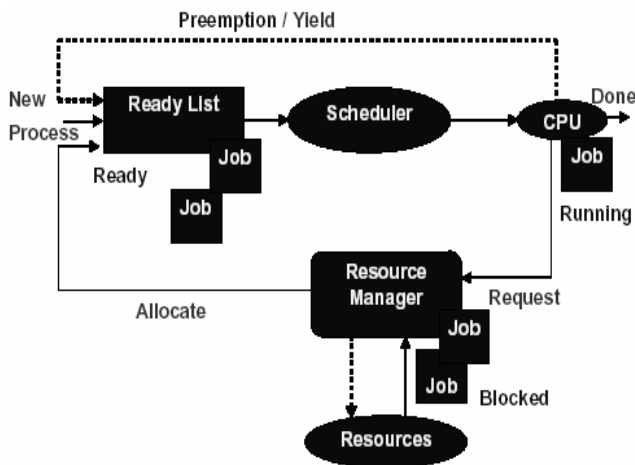 Preemption / Yield
New
Process
Ready List
Scheduler
CPU
Done
Job
Job
Job
Ready
Running
Resource
Manager
Request
Allocate
Job
Job
Blocked
Resources